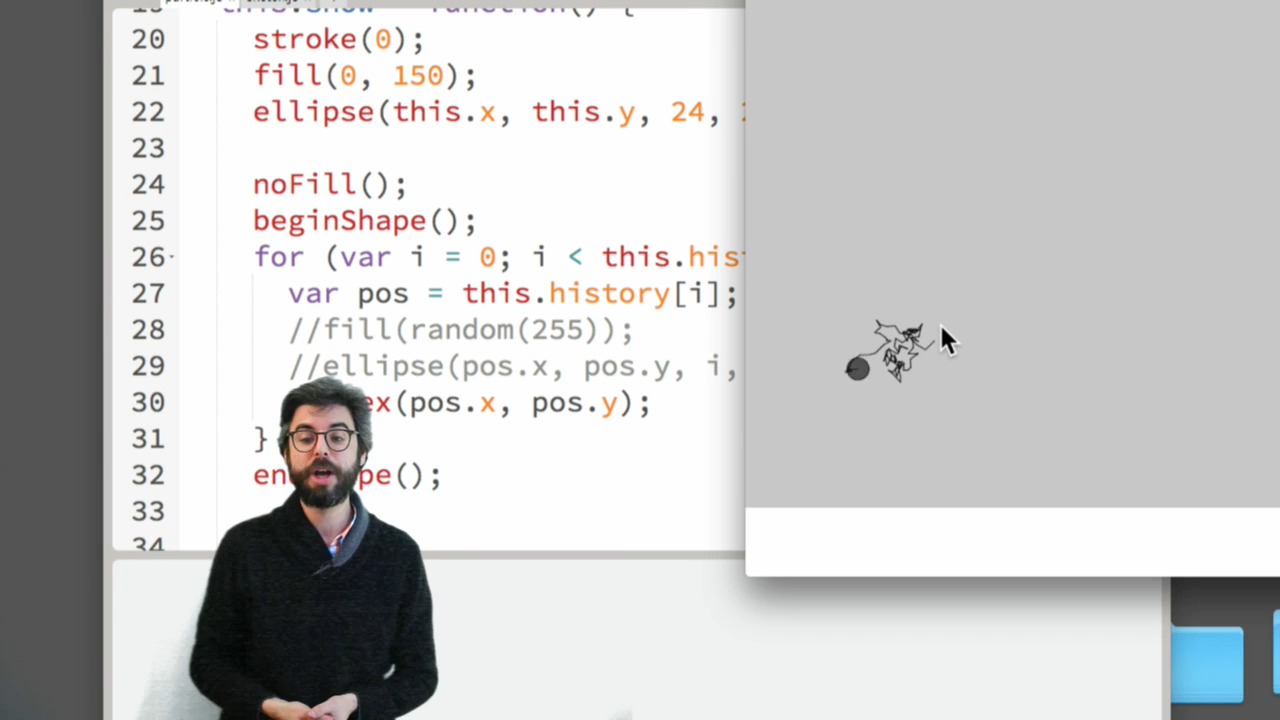 20 stroke(0);
21 fill(0, 150);
22 ellipse(this.x, this.y, 24,
23
24 noFill();
25 beginShape();
26 for (var i = 0; i < this.his
27 var pos = this.history[i];
28 //fill(random(255));
29 //ellipse(pos.x, pos.y, i,
30 ex(pos.x, pos.y);
31 }
32 en pe();
33
34